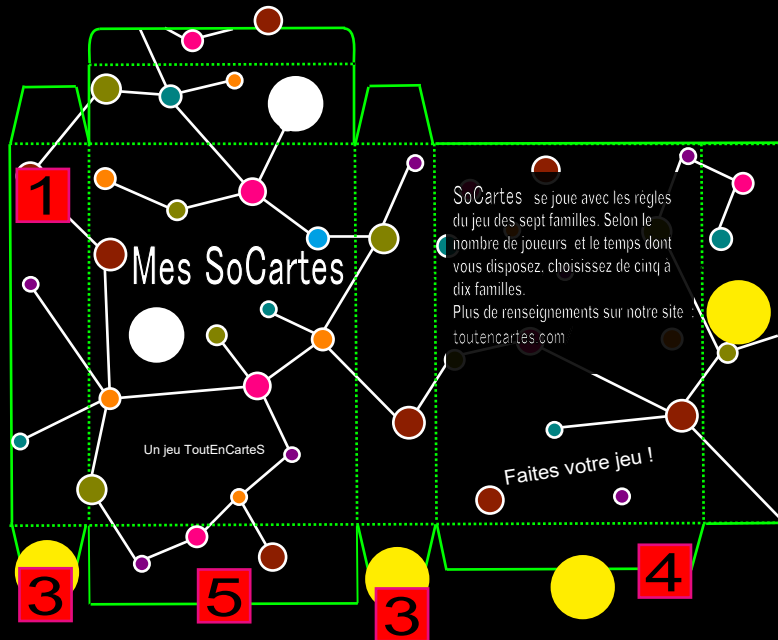 1
Mes SoCartes
Un jeu ToutEnCarteS
SoCartes se joue avec les règles
du jeu des sept familles. Selon le
nombre de joueurs et le temps dont
vous disposez, choisissez de cinq à
dix familles.
Plus de renseignements sur notre site :
toutencartes.com
Faites votre jeu !
3
5
3
4